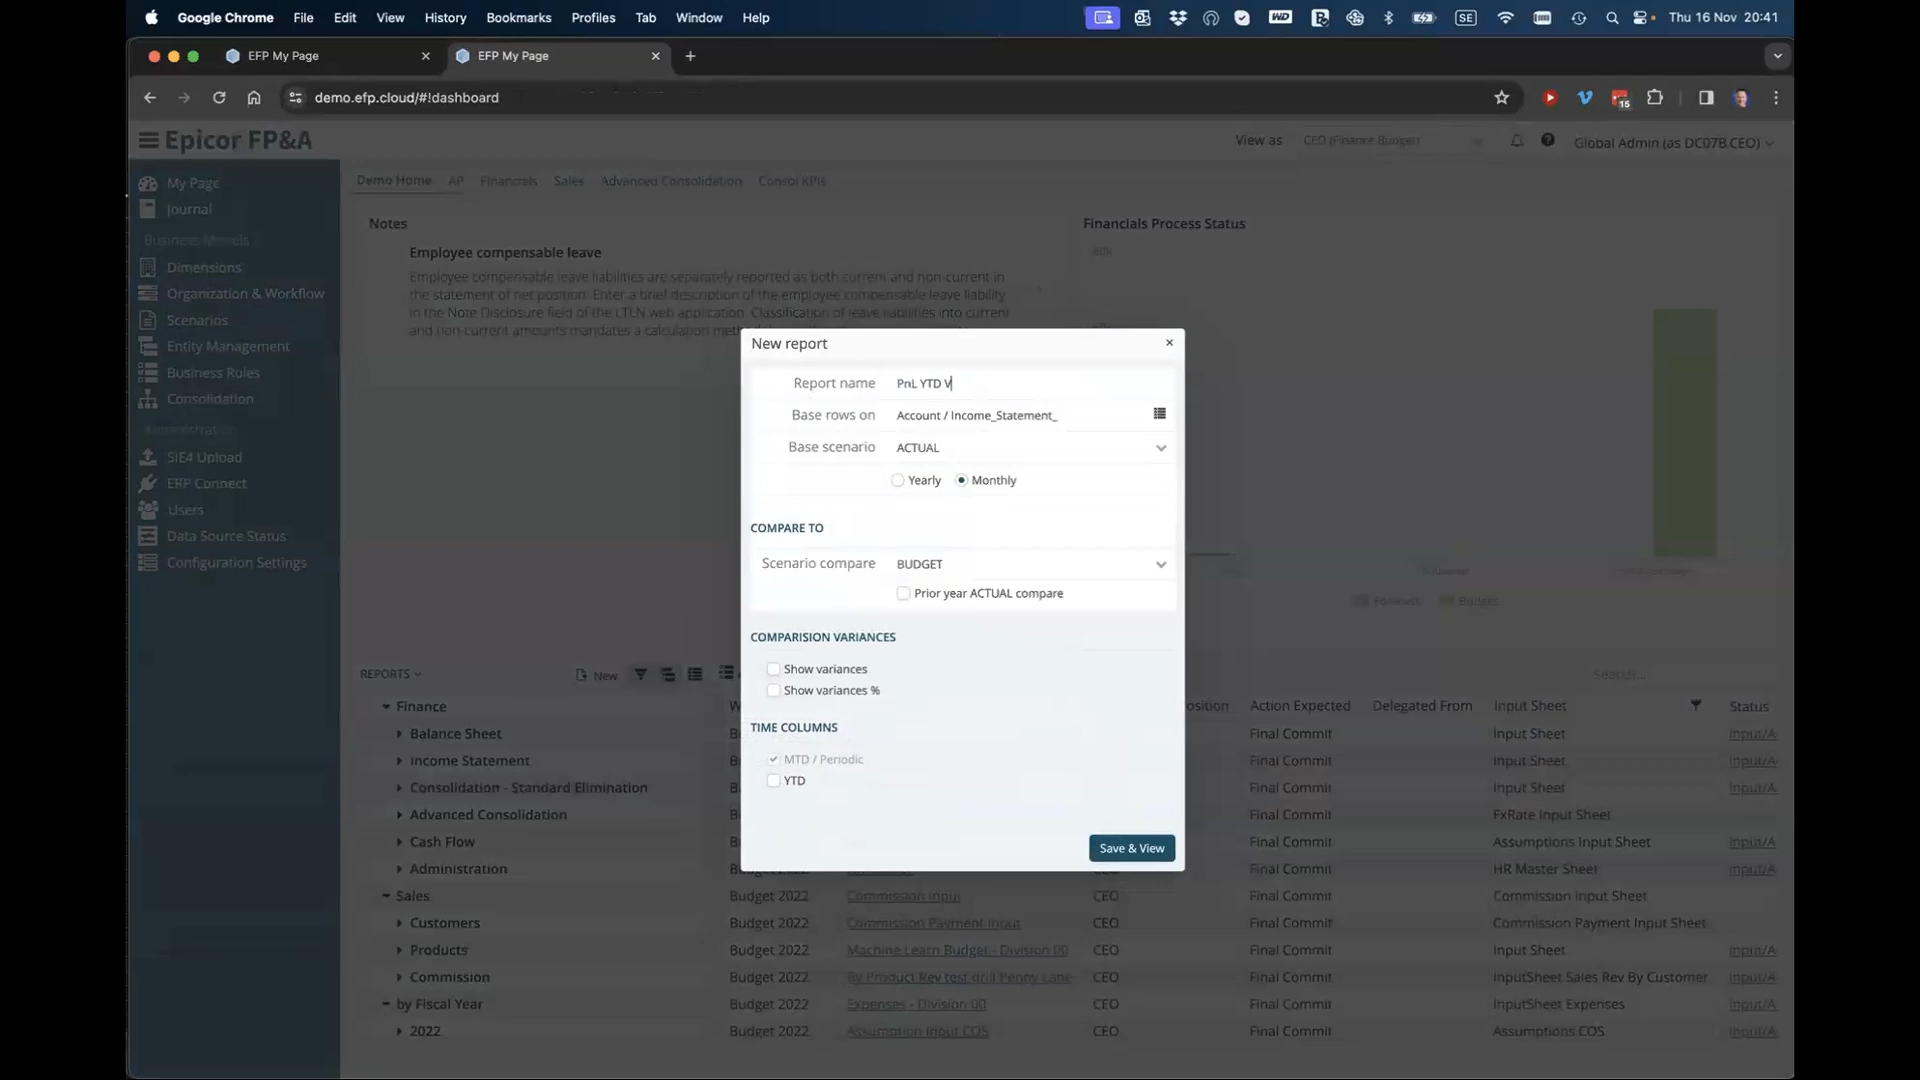 Google Chrome File Edit View History Bookmarks Profiles Tab Window Help
WD SE Thu 16 Nov 20:41
EFP My Page
EFP My Page
demo.efp.cloud/#!dashboard
15
Epicor FP&A
View as CEO (Finance Budget)
Global Admin (as DC07B.CEO)
My Page
Journal
Business Models
Dimensions
Organization & Workflow
Scenarios
Entity Management
Business Rules
Consolidation
Administration
SIE4 Upload
ERP Connect
Users
Data Source Status
Configuration Settings
Demo Home AP Financials Sales Advanced Consolidation Consol KPIs
Notes
Employee compensable leave
Employee compensable leave liabilities are separately reported as both current and non-current in
the statement of net position. Enter a brief description of the employee compensable leave liability
in the Note Disclosure field of the LTLN web application. Classification of leave liabilities into current
and non-current amounts mandates a calculation
Financials Process Status
80k
Forecast Budget
New report
Report name PnL YTD V
Base rows on Account / Income_Statement_
Base scenario ACTUAL
Yearly Monthly
COMPARE TO
Scenario compare BUDGET
Prior year ACTUAL compare
COMPARISION VARIANCES
Show variances
Show variances %
TIME COLUMNS
MTD / Periodic
YTD
Save & View
REPORTS
New
Search...
Action Expected Delegated From Input Sheet Status
Finance
Balance Sheet Final Commit Input Sheet Input/A
Income Statement Final Commit Input Sheet Input/A
Consolidation - Standard Elimination Final Commit Input Sheet Input/A
Advanced Consolidation Final Commit FxRate Input Sheet
Cash Flow Final Commit Assumptions Input Sheet Input/A
Administration Final Commit HR Master Sheet Input/A
Sales Budget 2022 Commission Input CEO Final Commit Commission Input Sheet
Customers Budget 2022 Commission Payment Input CEO Final Commit Commission Payment Input Sheet
Products Budget 2022 Machine Learn Budget - Division 00 CEO Final Commit Input Sheet Input/A
Commission Budget 2022 By Product Rev test drill Penny Lane CEO Final Commit InputSheet Sales Rev By Customer Input/A
by Fiscal Year Budget 2022 Expenses - Division 00 CEO Final Commit InputSheet Expenses Input/A
2022 Budget 2022 Assumption Input COS CEO Final Commit Assumptions COS Input/A